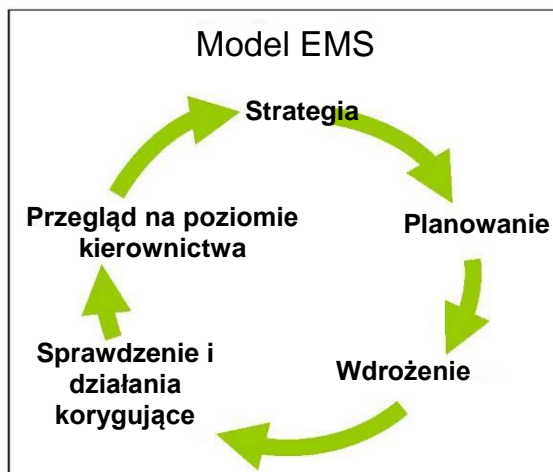 Model EMS
Strategia
Planowanie
Wdrożenie
Sprawdzenie i
działania
korygujące
Przegląd na poziomie
kierownictwa